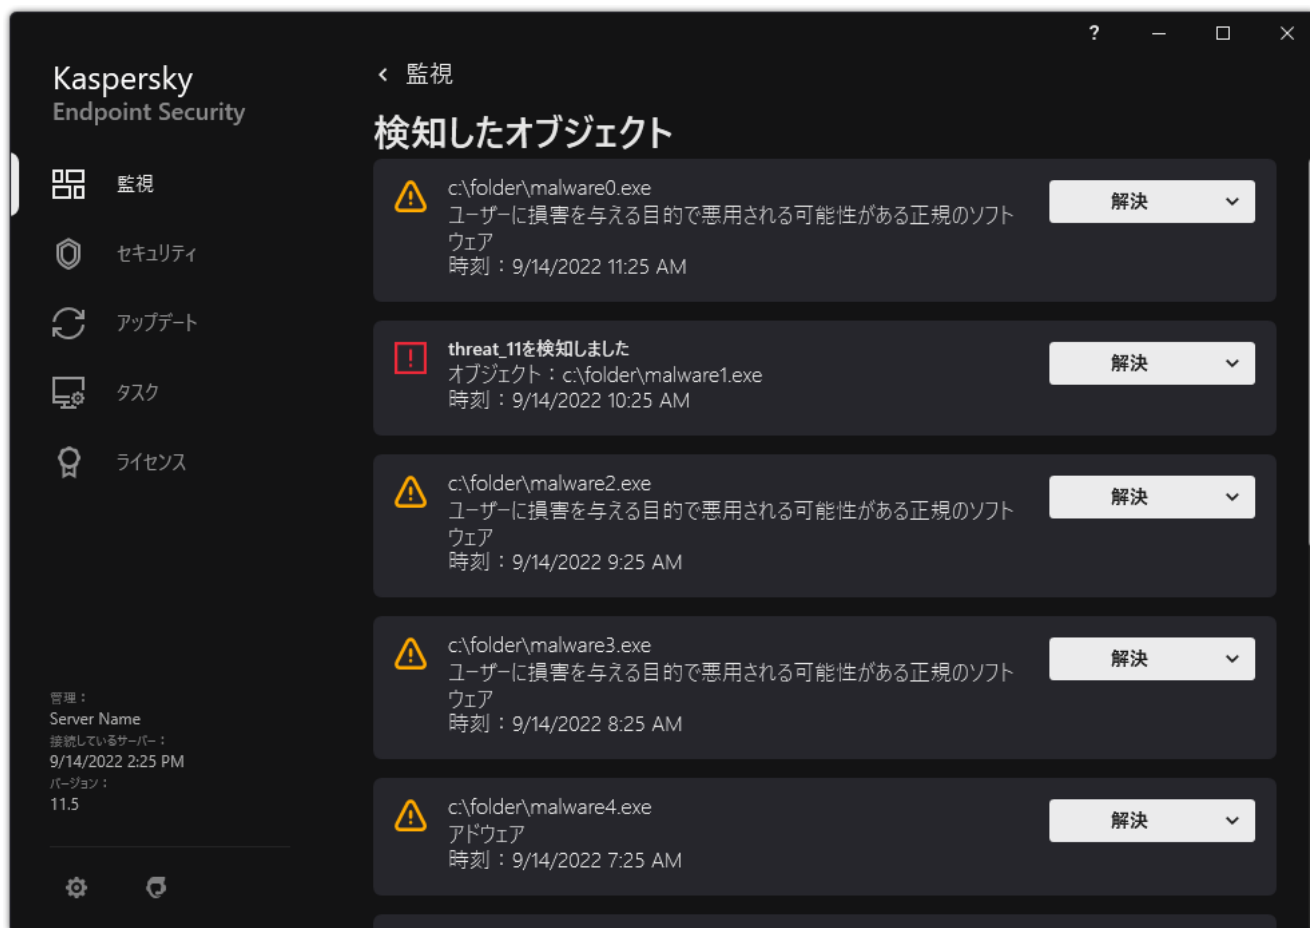 ?
Kaspersky
Endpoint Security
監視
セキュリティ
アップデート
タスク
ライセンス
管理：
Server Name
接続しているサーバー：
9/14/2022 2:25 PM
バージョン：
11.5
監視
検知したオブジェクト
c:\folder\malware0.exe
ユーザーに損害を与える目的で悪用される可能性がある正規のソフト
ウェア
時刻：9/14/2022 11:25 AM
解決
threat_11を検知しました
オブジェクト：c:\folder\malware1.exe
時刻：9/14/2022 10:25 AM
解決
c:\folder\malware2.exe
ユーザーに損害を与える目的で悪用される可能性がある正規のソフト
ウェア
時刻：9/14/2022 9:25 AM
解決
c:\folder\malware3.exe
ユーザーに損害を与える目的で悪用される可能性がある正規のソフト
ウェア
時刻：9/14/2022 8:25 AM
解決
c:\folder\malware4.exe
アドウェア
時刻：9/14/2022 7:25 AM
解決